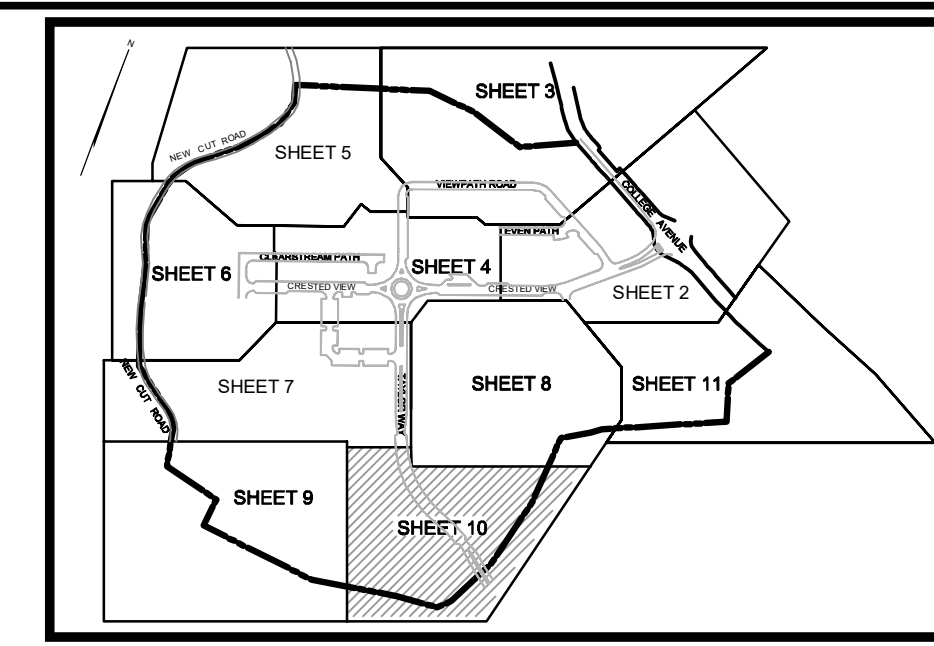 N
SHEET 3
NEW CUT ROAD
SHEET 5
VIEWPATH ROAD
COLLEGE AVENUE
EVEN PATH
CLEARSTREAM PATH
SHEET 4
SHEET 6
CRESTED VIEW
CRESTED VIEW
SHEET 2
NEW CUT ROAD
SHEET 7
SHEET 8
SHEET 11
WAY
SHEET 9
SHEET 10